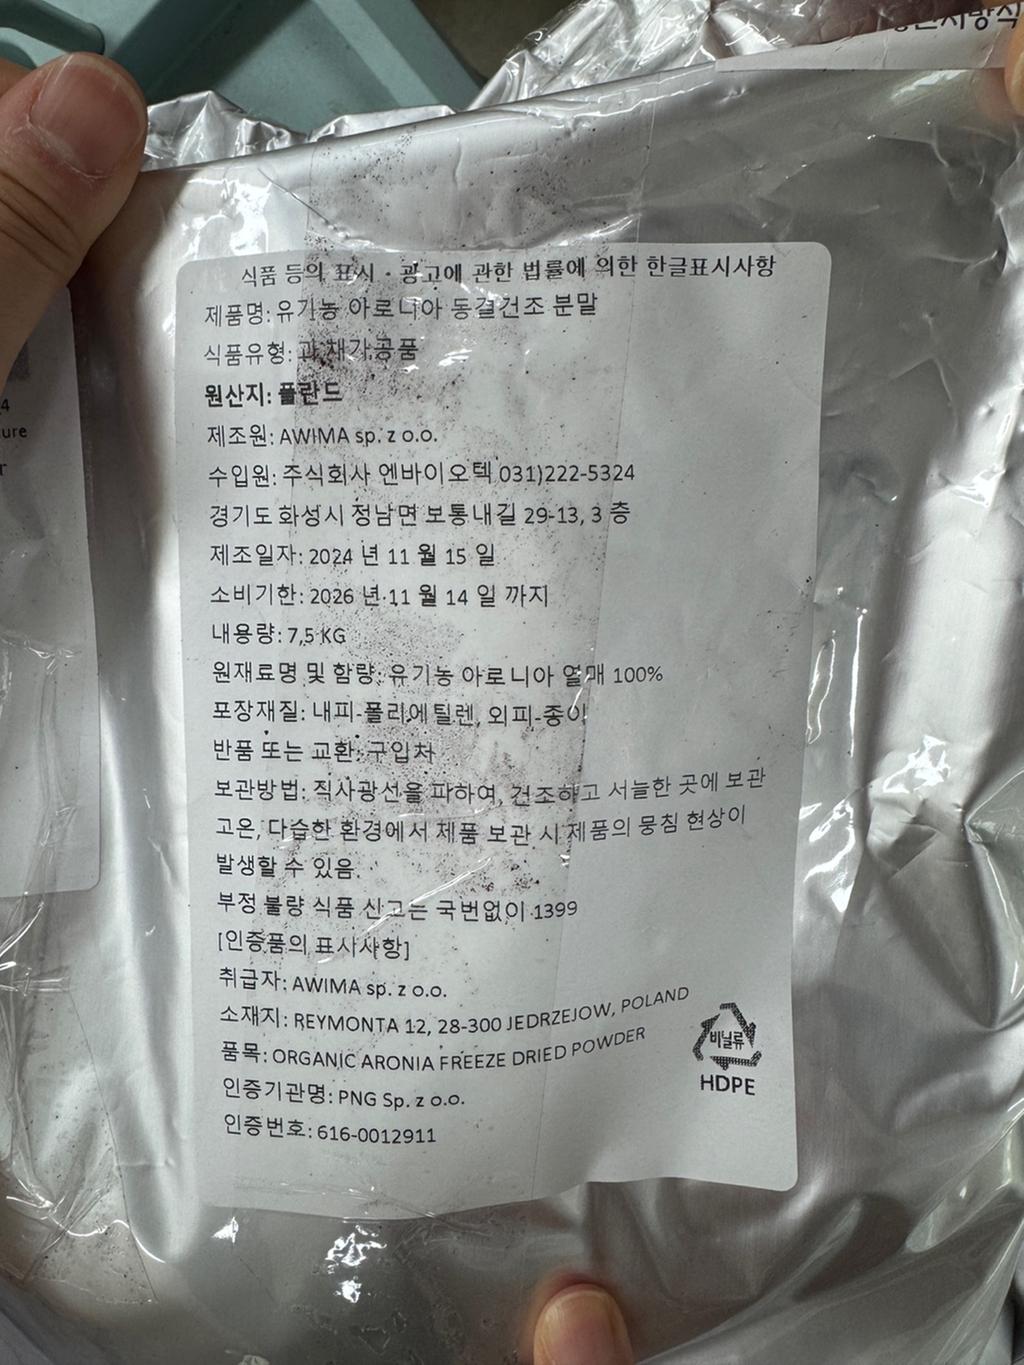 식품 등의 표시・광고에 관한 법률에 의한 한글표시사항
제품명: 유기농 아로니아 동결건조 분말
식품유형: 과.채가공품
원산지: 폴란드
제조원: AWIMA sp. z o.o.
수입원: 주식회사 엔바이오텍 031)222-5324
경기도 화성시 정남면 보통내길 29-13, 3 층
제조일자: 2024 년 11 월 15 일
소비기한: 2026 년 11 월 14 일 까지
내용량: 7,5 KG
원재료명 및 함량: 유기농 아로니아 열매 100%
포장재질: 내피-폴리에틸렌, 외피-종이
반품 또는 교환: 구입처
보관방법: 직사광선을 피하여, 건조하고 서늘한 곳에 보관
고온, 다습한 환경에서 제품 보관 시 제품의 뭉침 현상이
발생할 수 있음.
부정 불량 식품 신고는 국번없이 1399
[인증품의 표시사항]
취급자: AWIMA sp. z o.o.
소재지: REYMONTA 12, 28-300 JEDRZEJOW, POLAND
품목: ORGANIC ARONIA FREEZE DRIED POWDER
인증기관명: PNG Sp. z o.o.
인증번호: 616-0012911
비닐류
HDPE